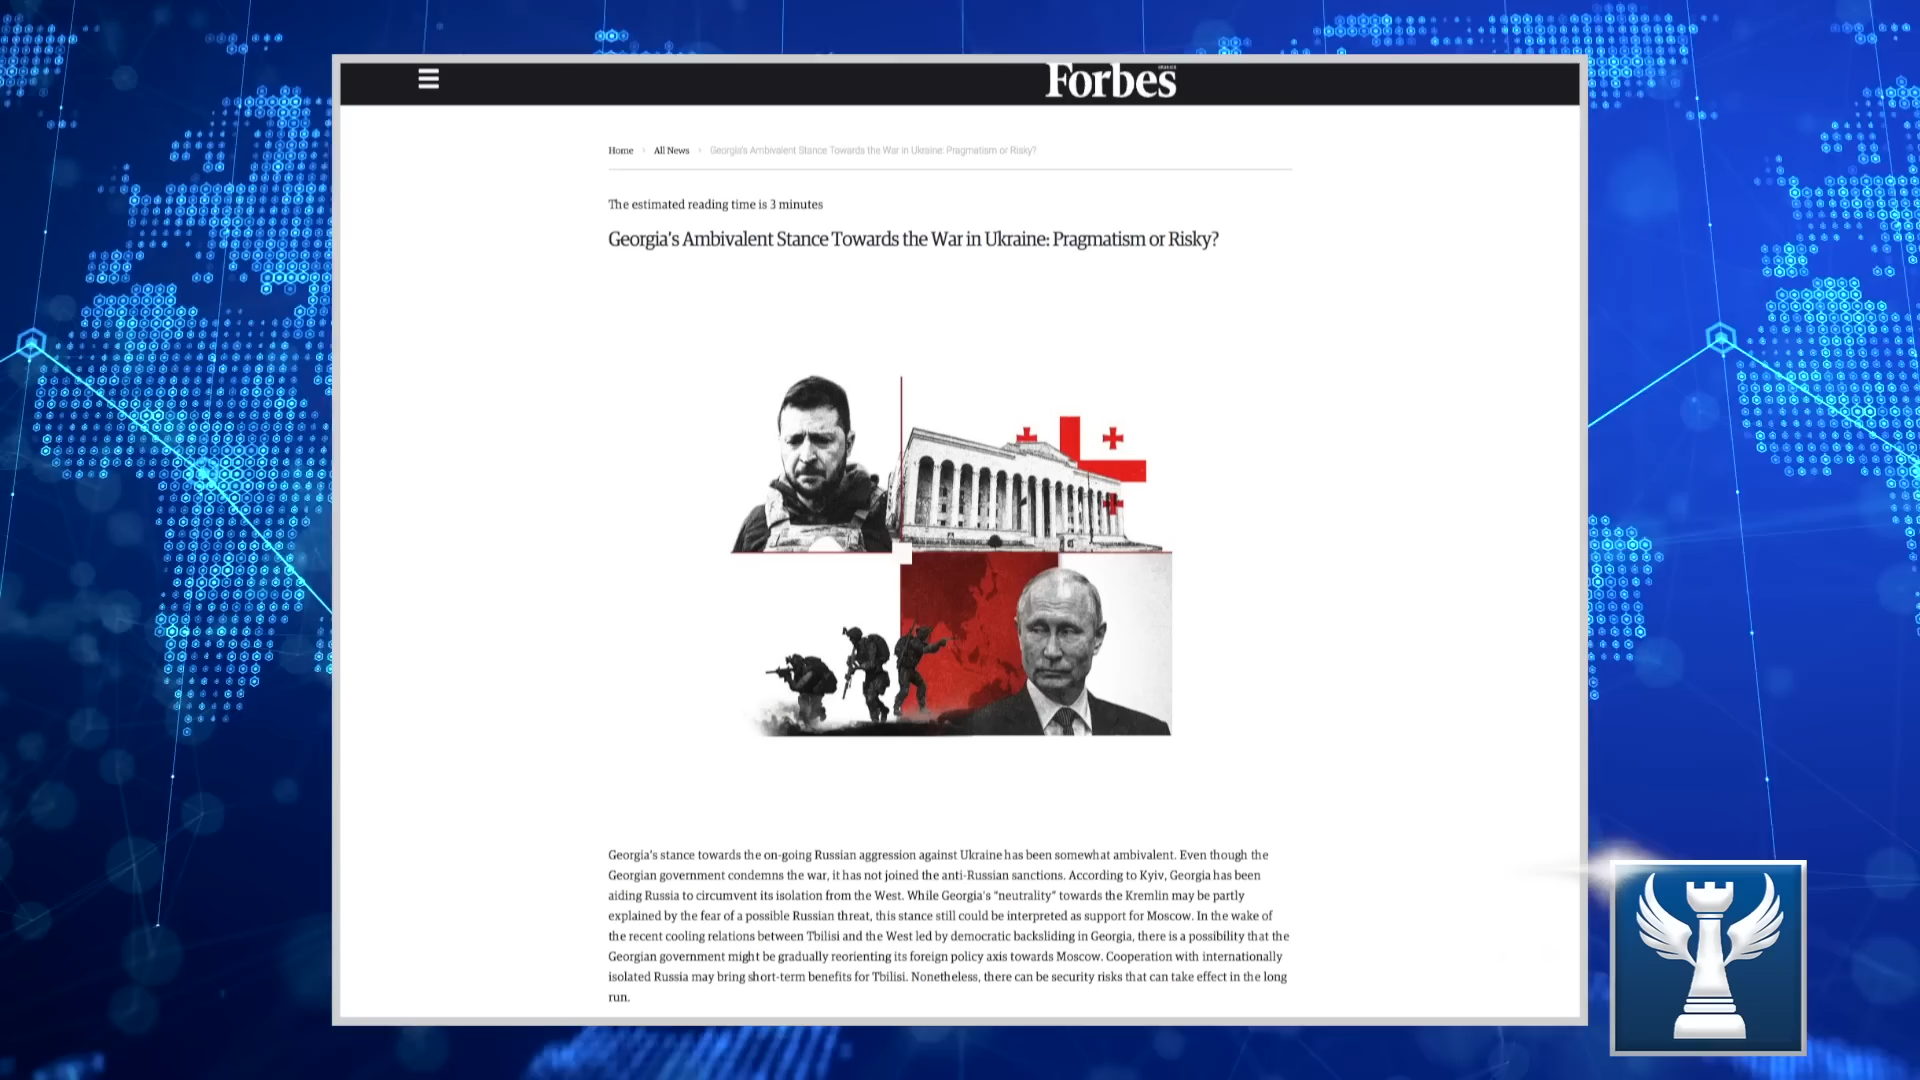 Forbes
Home
All News
Georgia's Ambivalent Stance Towards the War in Ukraine: Pragmatism or Risky?
The estimated reading time is 3 minutes
Georgia's Ambivalent Stance Towards the War in Ukraine: Pragmatism or Risky?
Georgia's stance towards the on-going Russian aggression against Ukraine has been somewhat ambivalent. Even though the
Georgian government condemns the war, it has not joined the anti-Russian sanctions. According to Kyiv, Georgia has been
aiding Russia to circumvent its isolation from the West. While Georgia's "neutrality" towards the Kremlin may be partly
explained by the fear of a possible Russian threat, this stance still could be interpreted as support for Moscow. In the wake of
the recent cooling relations between Tbilisi and the West led by democratic backsliding in Georgia, there is a possibility that the
Georgian government might be gradually reorienting its foreign policy axis towards Moscow. Cooperation with internationally
isolated Russia may bring short-term benefits for Tbilisi. Nonetheless, there can be security risks that can take effect in the long
run.